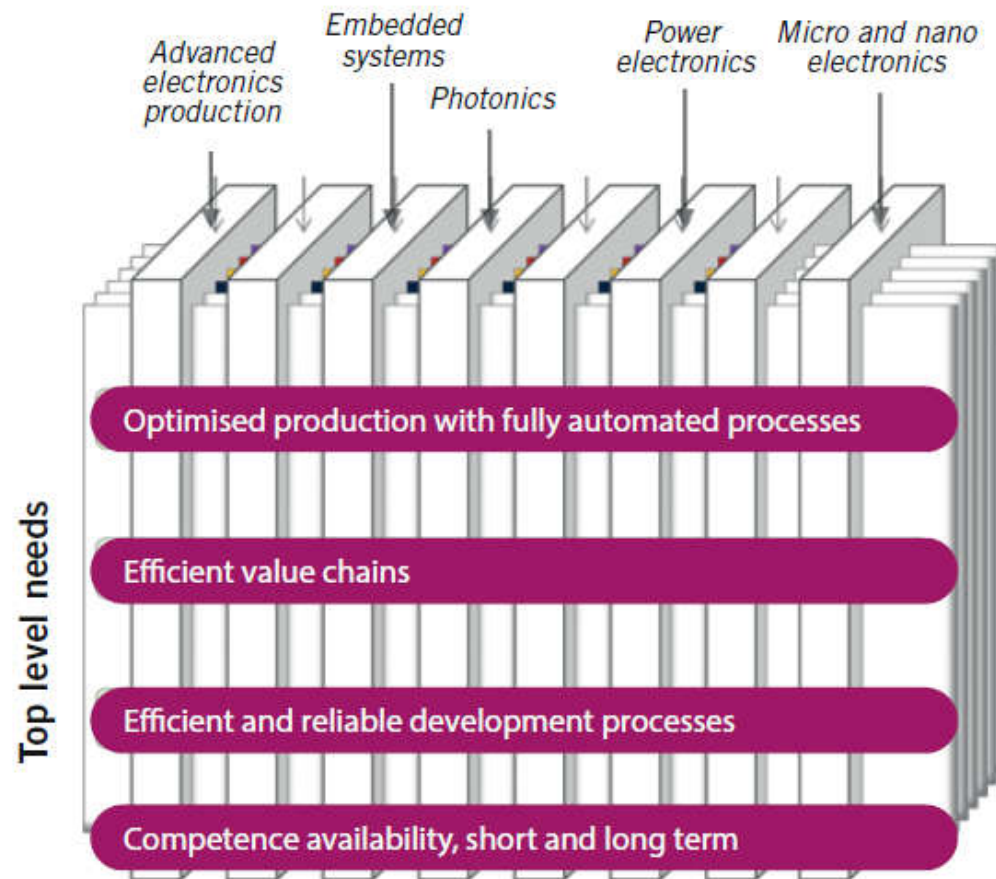 Advanced
electronics
production
Embedded
systems
Photonics
Power
electronics
Micro and nano
electronics
Top level needs
Optimised production with fully automated processes
Efficient value chains
Efficient and reliable development processes
Competence availability, short and long term